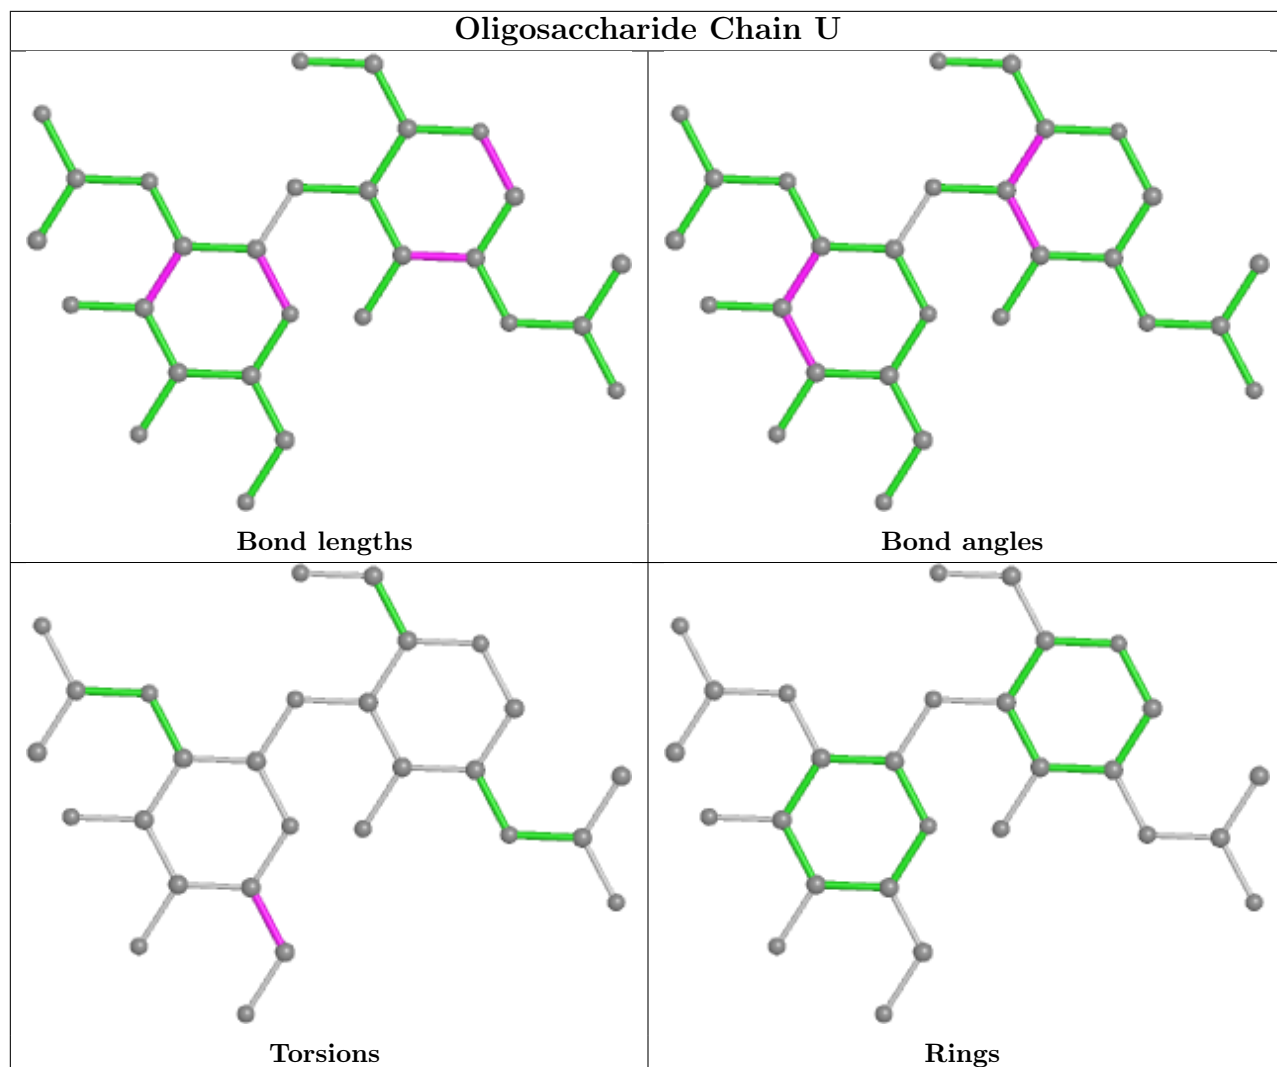 Oligosaccharide Chain U
Bond lengths
Bond angles
Torsions
Rings